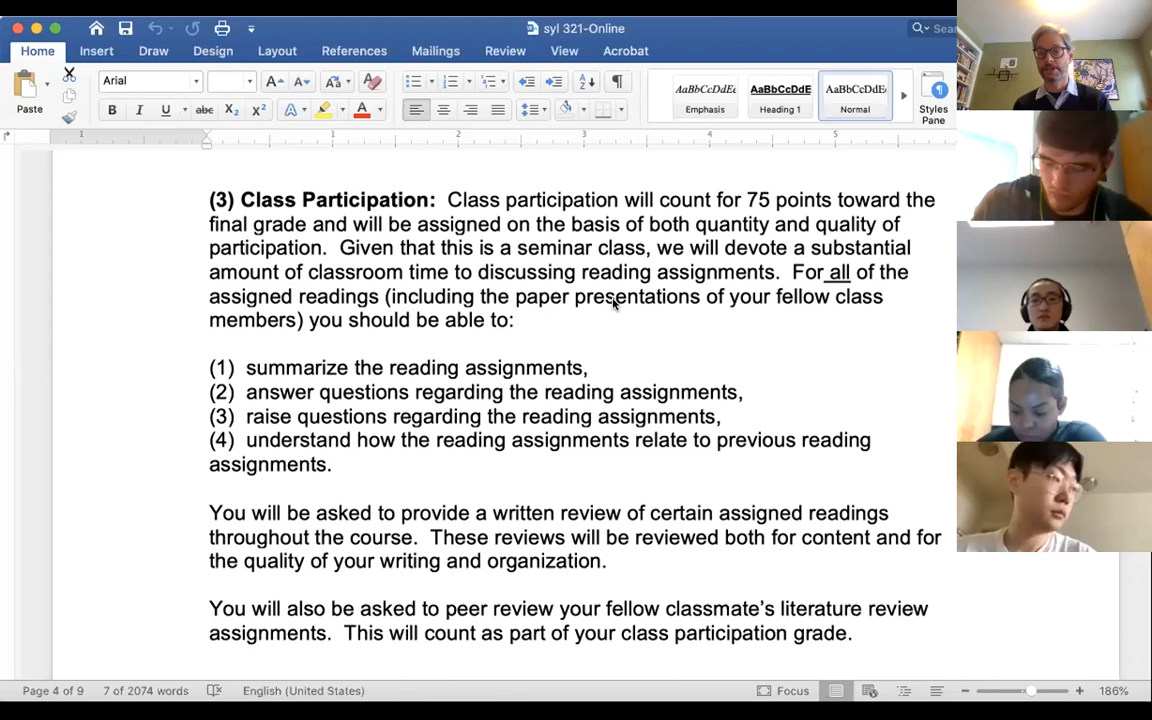 syl 321-Online
Sear
Home Insert Draw Design Layout References Mailings Review View Acrobat
Paste
Arial
AaBbCcDdEe AaBbCcDdE AaBbCcDdEe
Emphasis Heading 1 Normal
Styles
Pane
1 1 2 3 4 5
(3) Class Participation: Class participation will count for 75 points toward the
final grade and will be assigned on the basis of both quantity and quality of
participation. Given that this is a seminar class, we will devote a substantial
amount of classroom time to discussing reading assignments. For all of the
assigned readings (including the paper presentations of your fellow class
members) you should be able to:
(1) summarize the reading assignments,
(2) answer questions regarding the reading assignments,
(3) raise questions regarding the reading assignments,
(4) understand how the reading assignments relate to previous reading
assignments.
You will be asked to provide a written review of certain assigned readings
throughout the course. These reviews will be reviewed both for content and for
the quality of your writing and organization.
You will also be asked to peer review your fellow classmate's literature review
assignments. This will count as part of your class participation grade.
Page 4 of 9 7 of 2074 words English (United States) Focus 186%